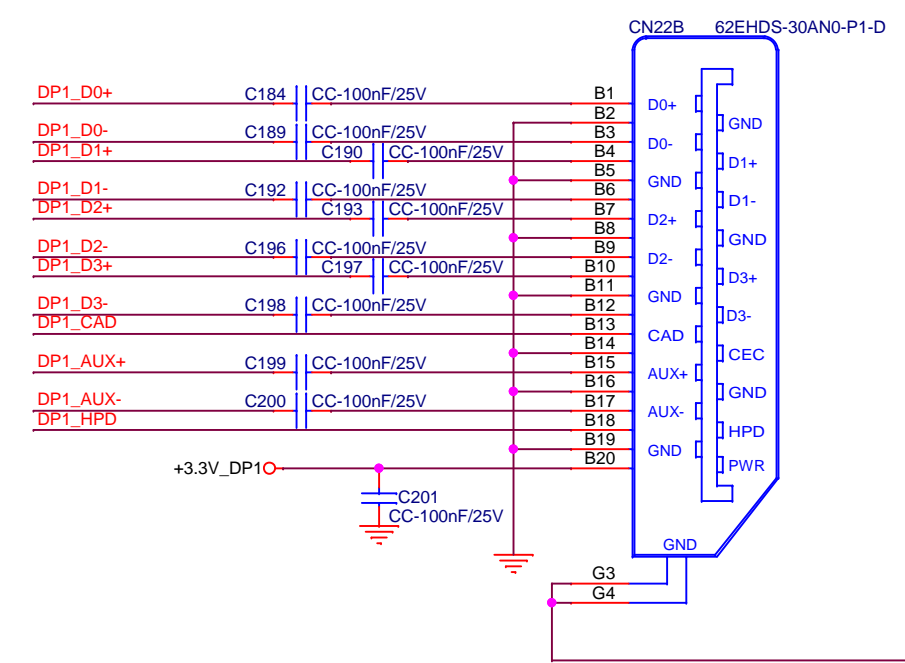 CN22B 62EHDS-30AN0-P1-D
DP1_D0+ C184 CC-100nF/25V B1 D0+
B2 GND
DP1_D0- C189 CC-100nF/25V B3 D0-
DP1_D1+ C190 CC-100nF/25V B4 D1+
B5 GND
DP1_D1- C192 CC-100nF/25V B6 D1-
DP1_D2+ C193 CC-100nF/25V B7 D2+
B8 GND
DP1_D2- C196 CC-100nF/25V B9 D2-
DP1_D3+ C197 CC-100nF/25V B10 D3+
B11 GND
DP1_D3- C198 CC-100nF/25V B12 D3-
DP1_CAD B13 CAD
B14 CEC
DP1_AUX+ C199 CC-100nF/25V B15 AUX+
B16 GND
DP1_AUX- C200 CC-100nF/25V B17 AUX-
DP1_HPD B18 HPD
B19 GND
+3.3V_DP1 B20 PWR
C201
CC-100nF/25V
GND
G3
G4